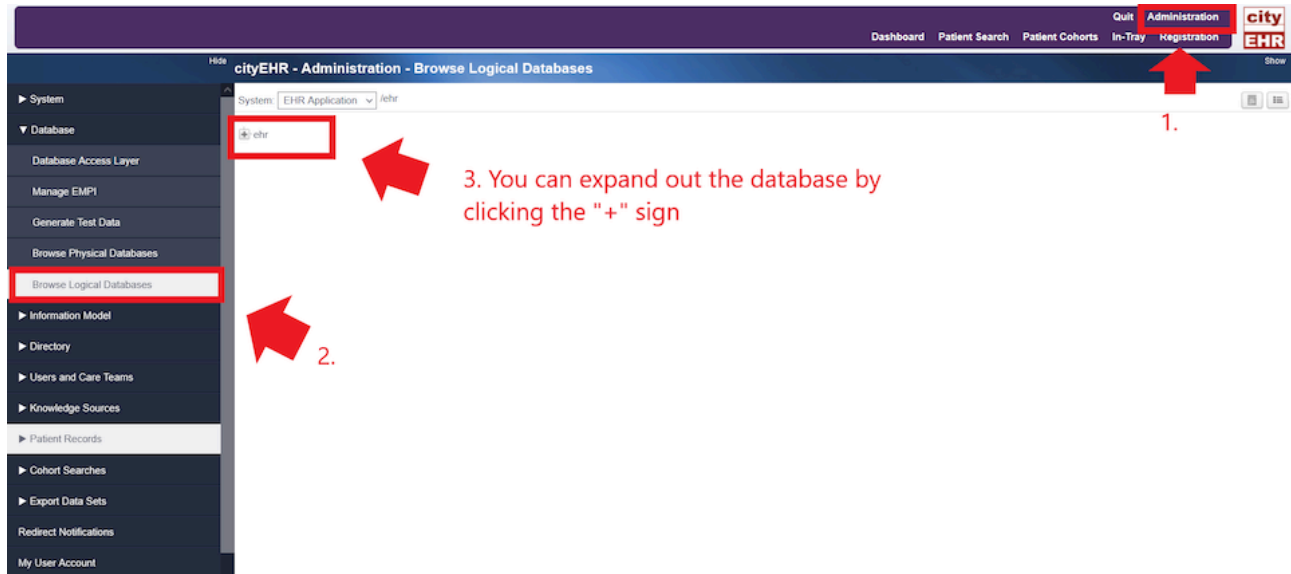 Quit Administration
Dashboard Patient Search Patient Cohorts In-Tray Registration
city
EHR
Hide
cityEHR - Administration - Browse Logical Databases
Show
System
System: EHR Application /ehr
Database
ehr
1.
Database Access Layer
Manage EMPI
3. You can expand out the database by
clicking the "+" sign
Generate Test Data
Browse Physical Databases
Browse Logical Databases
Information Model
Directory
2.
Users and Care Teams
Knowledge Sources
Patient Records
Cohort Searches
Export Data Sets
Redirect Notifications
My User Account